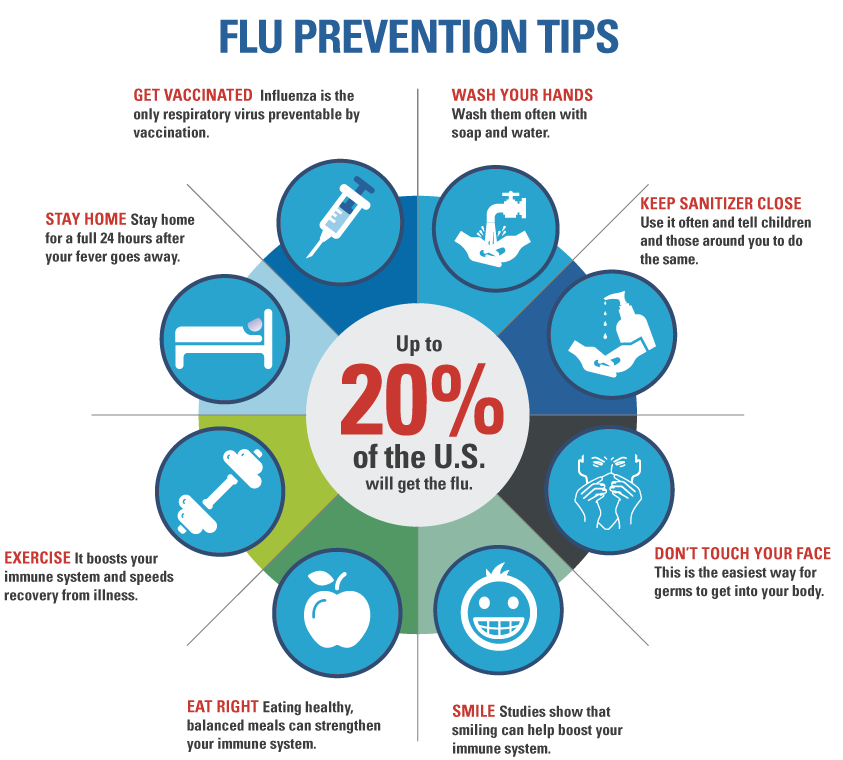 FLU PREVENTION TIPS
GET VACCINATED Influenza is the
only respiratory virus preventable by
vaccination.
WASH YOUR HANDS
Wash them often with
soap and water.
KEEP SANITIZER CLOSE
Use it often and tell children
and those around you to do
the same.
DON'T TOUCH YOUR FACE
This is the easiest way for
germs to get into your body.
SMILE Studies show that
smiling can help boost your
immune system.
EAT RIGHT Eating healthy,
balanced meals can strengthen
your immune system.
EXERCISE It boosts your
immune system and speeds
recovery from illness.
STAY HOME Stay home
for a full 24 hours after
your fever goes away.
Up to
20%
of the U.S.
will get the flu.